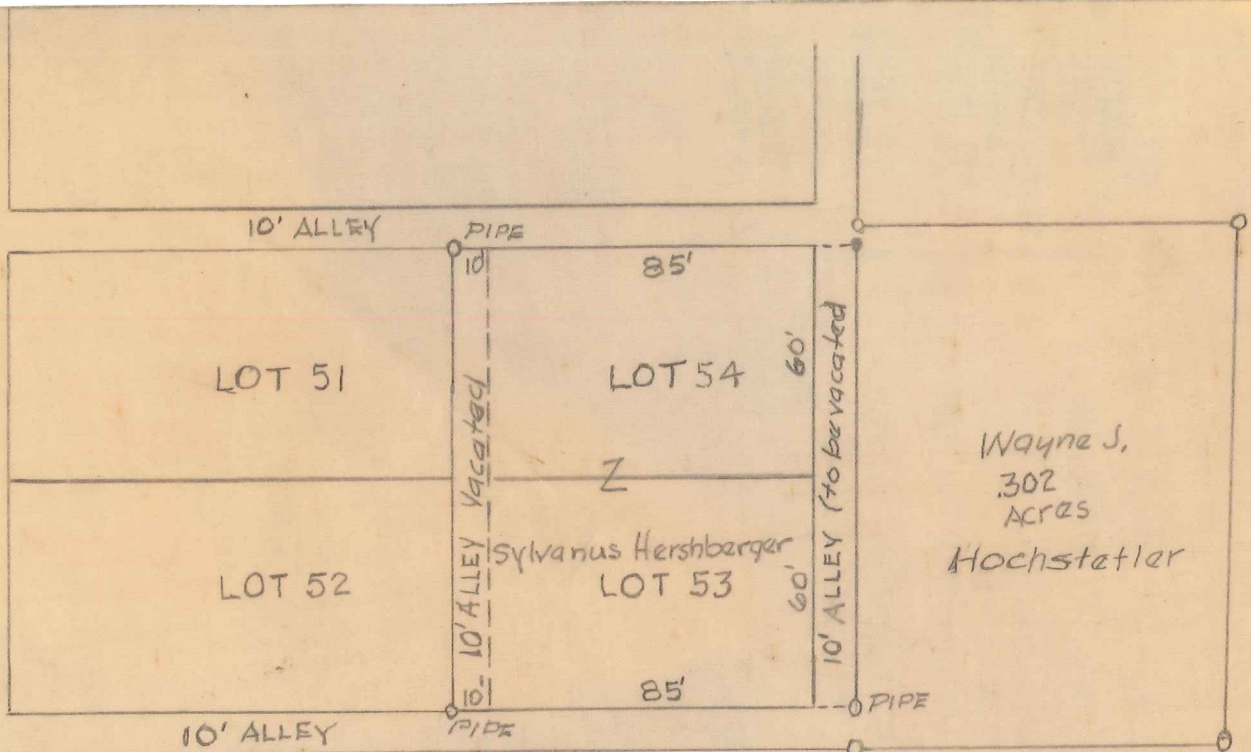 10' ALLEY
PIPE
10
85'
LOT 51
LOT 54
60'
10' ALLEY Vacated
10' ALLEY (to be vacated
Z
Wayne J.
.302
Acres
Hochstetler
Sylvanus Hershberger
LOT 52
LOT 53
60'
10
85'
PIPE
PIPE
10' ALLEY